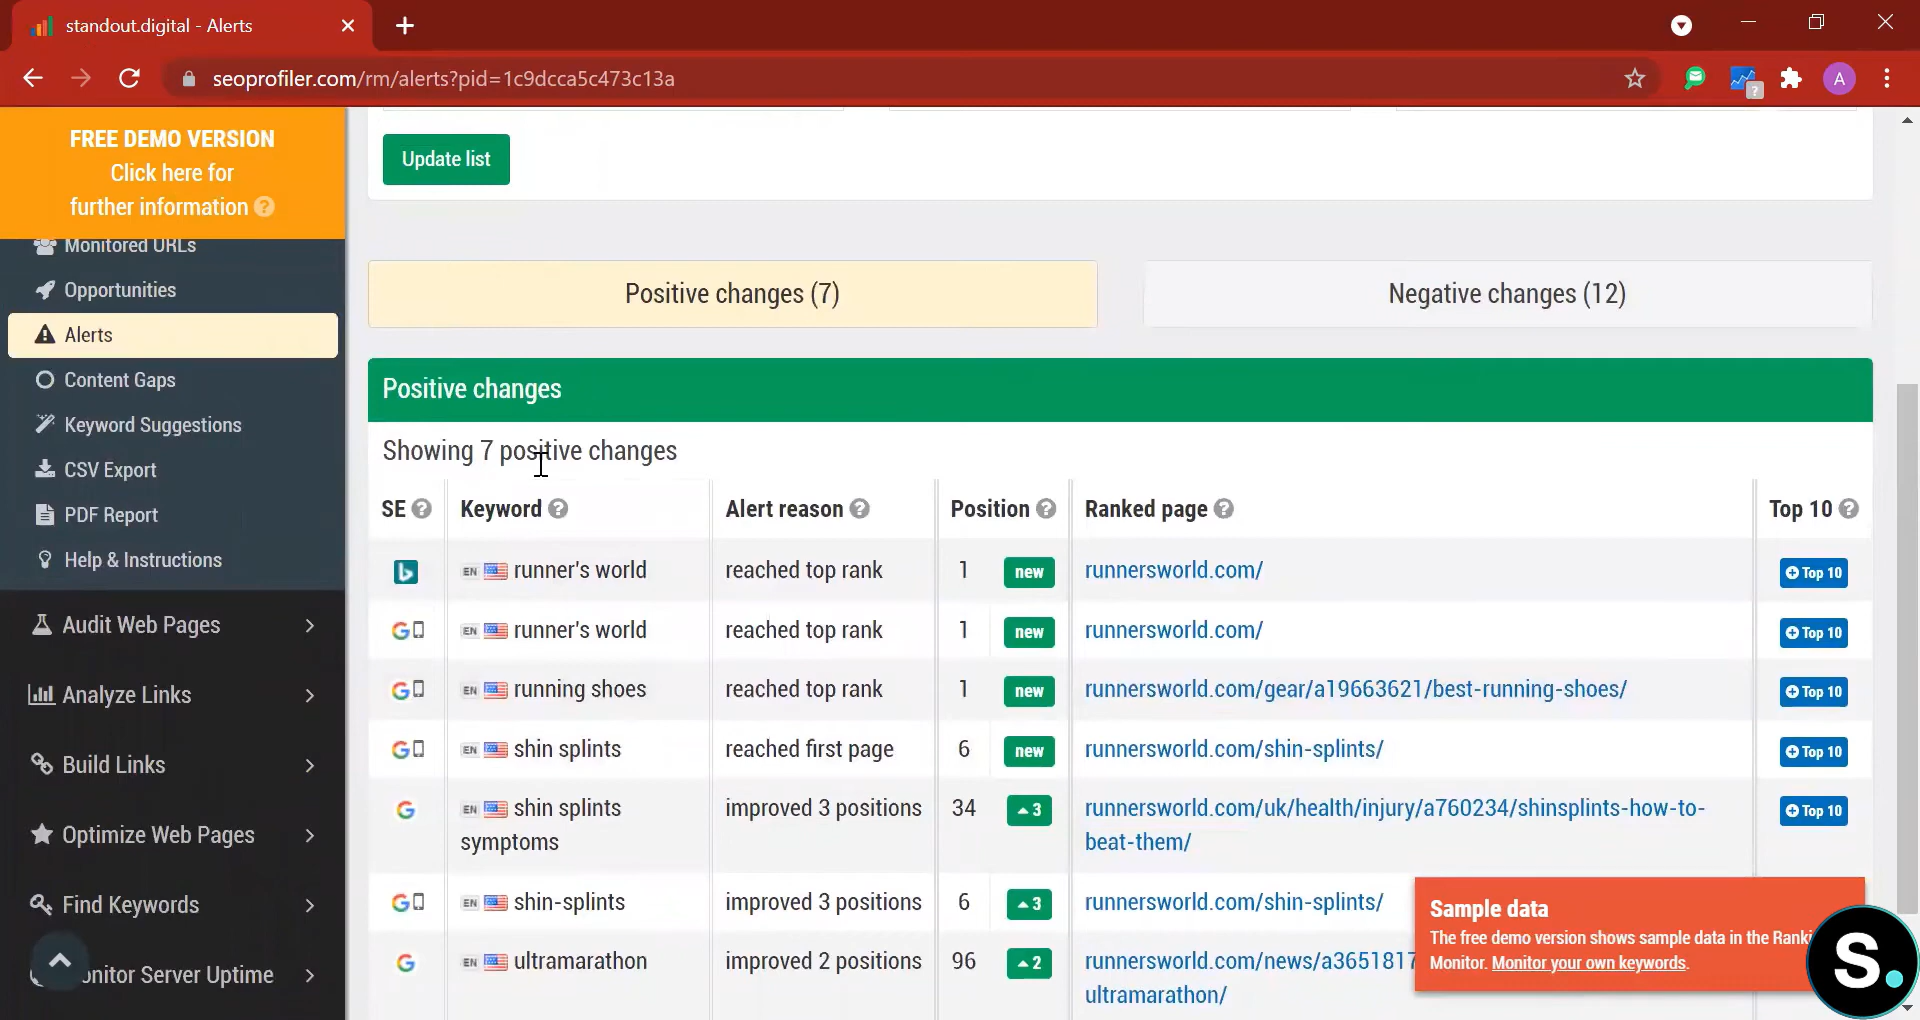 standout.digital - Alerts
seoprofiler.com/rm/alerts?pid=1c9dcca5c473c13a
A
?
FREE DEMO VERSION
Click here for
further information ?
Monitored URLs
Opportunities
Alerts
Content Gaps
Keyword Suggestions
CSV Export
PDF Report
Help & Instructions
Audit Web Pages
Analyze Links
Build Links
Optimize Web Pages
Find Keywords
onitor Server Uptime
Update list
Positive changes (7)
Negative changes (12)
Positive changes
Showing 7 positive changes
SE ? Keyword ? Alert reason ? Position ? Ranked page ? Top 10 ?
b EN runner's world reached top rank 1 new runnersworld.com/ Top 10
G EN runner's world reached top rank 1 new runnersworld.com/ Top 10
G EN running shoes reached top rank 1 new runnersworld.com/gear/a19663621/best-running-shoes/ Top 10
G EN shin splints reached first page 6 new runnersworld.com/shin-splints/ Top 10
G EN shin splints improved 3 positions 34 3 runnersworld.com/uk/health/injury/a760234/shinsplints-how-to- Top 10
symptoms beat-them/
G EN shin-splints improved 3 positions 6 3 runnersworld.com/shin-splints/
G EN ultramarathon improved 2 positions 96 2 runnersworld.com/news/a3651817
ultramarathon/
Sample data
The free demo version shows sample data in the Ranki
Monitor. Monitor your own keywords.
S.